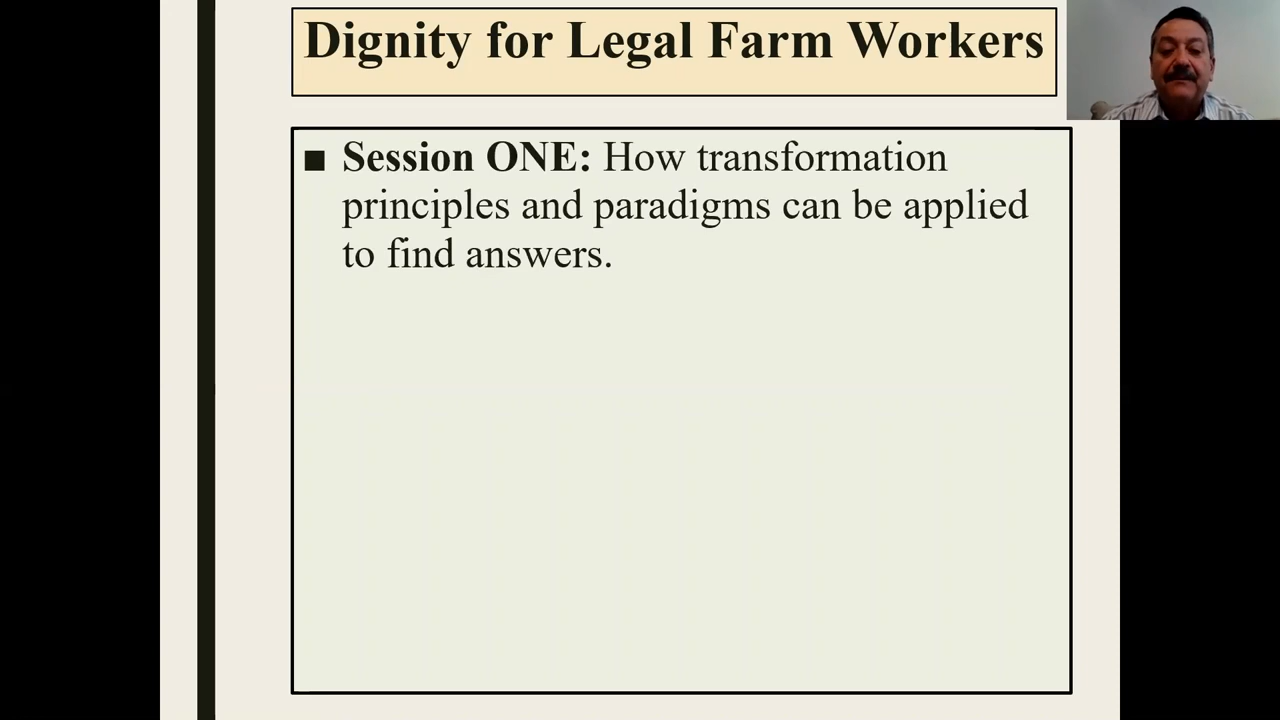 Dignity for Legal Farm Workers
■ Session ONE: How transformation
principles and paradigms can be applied
to find answers.